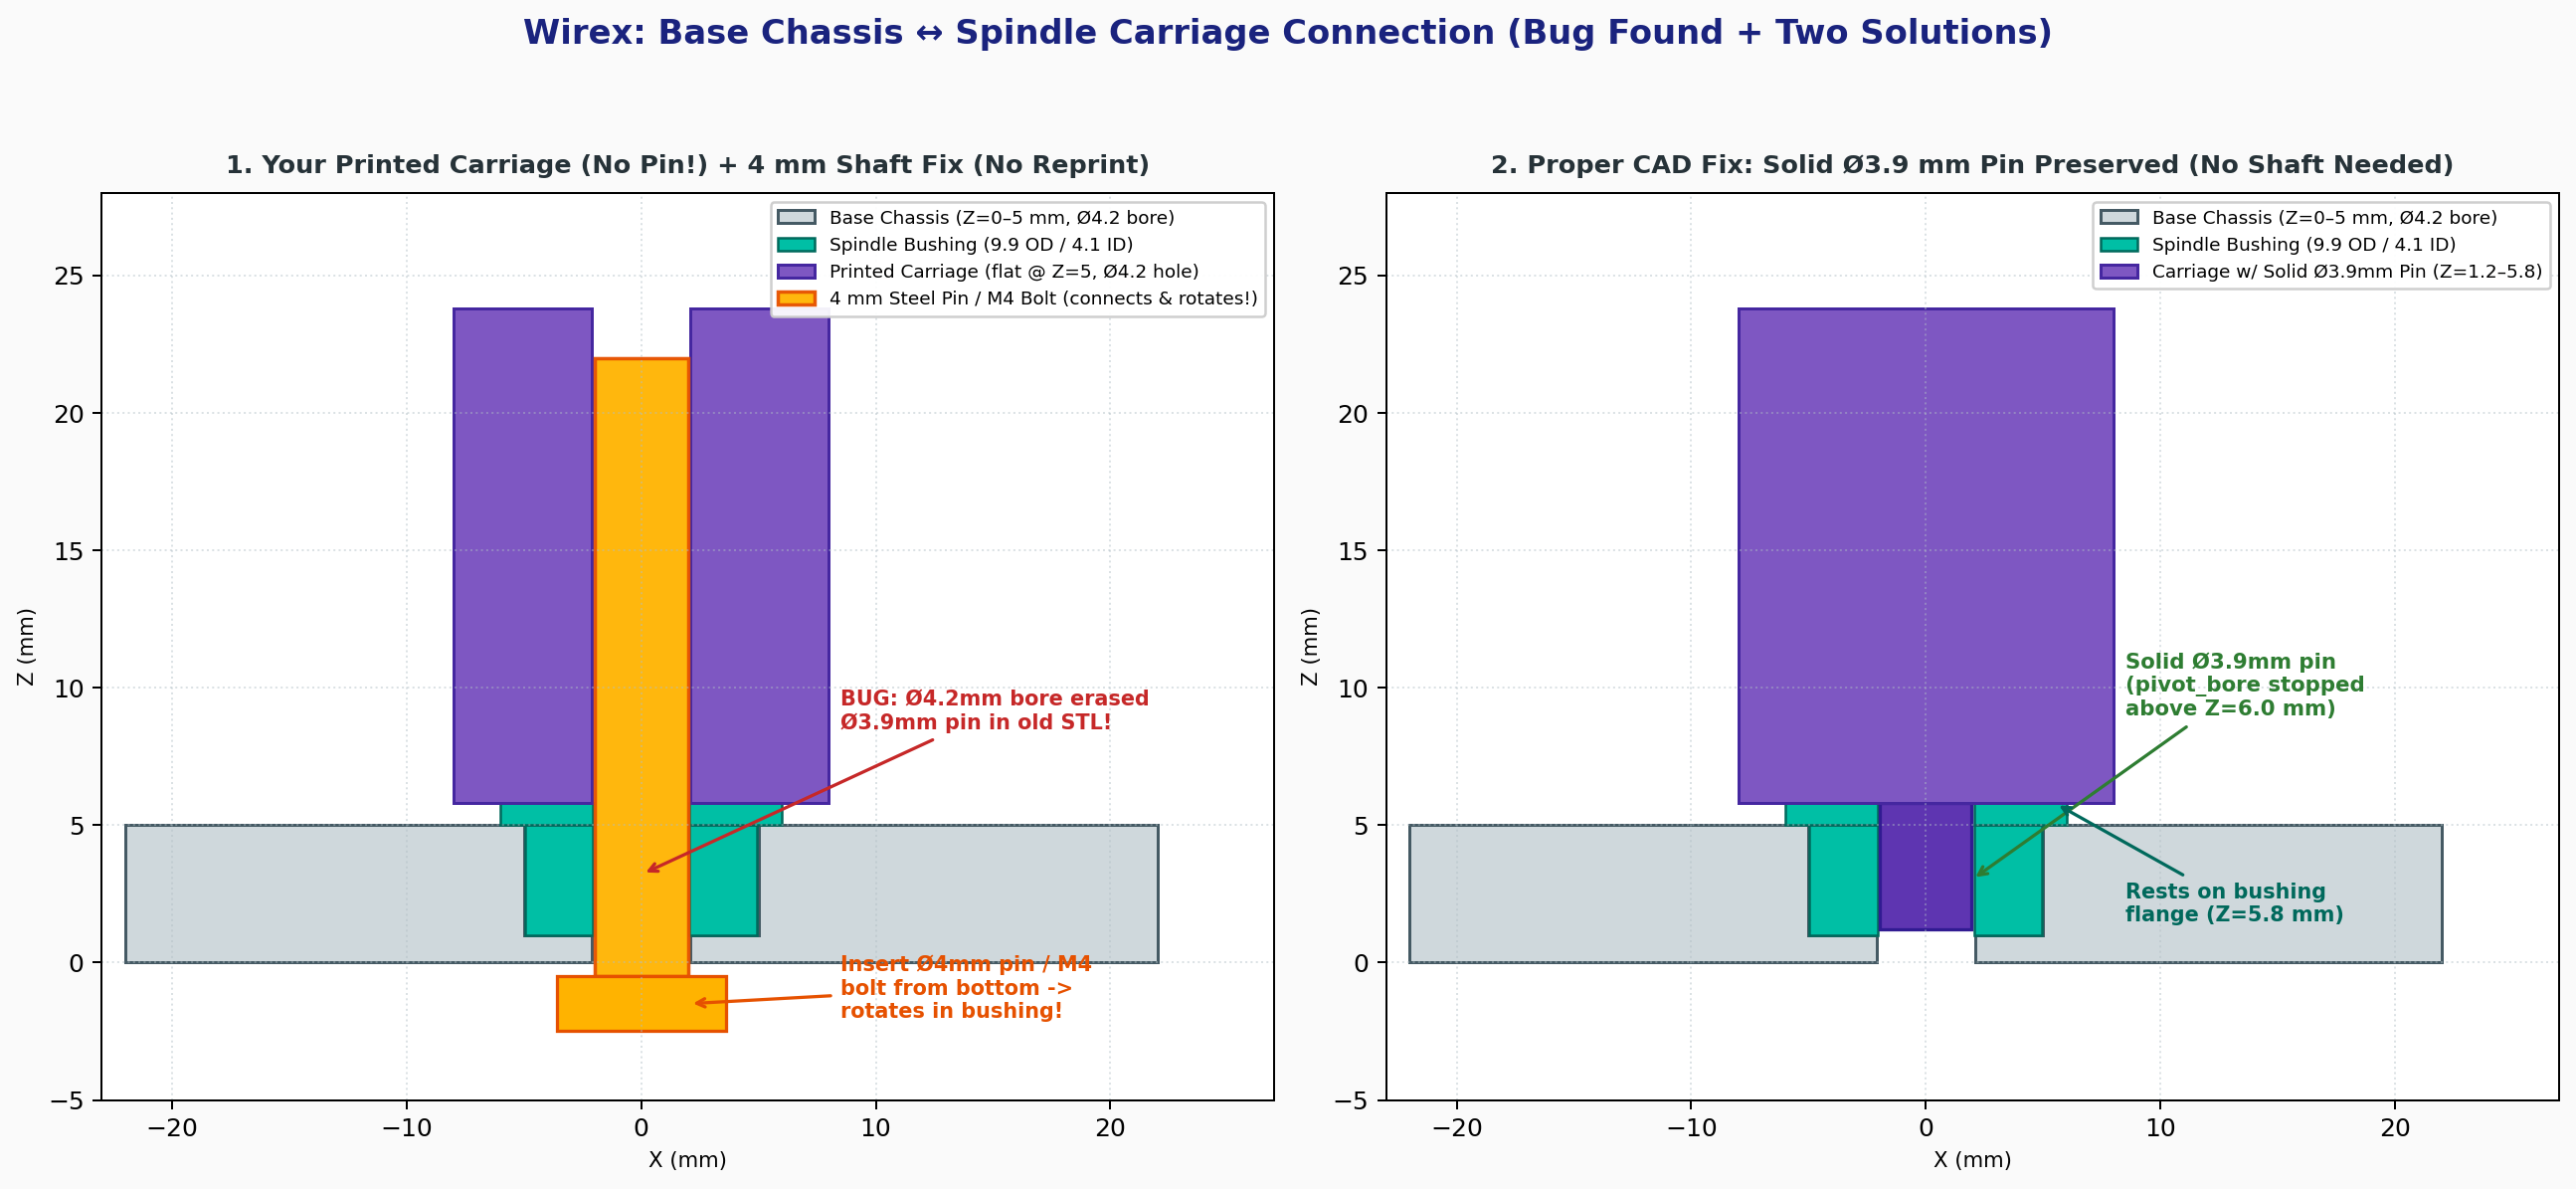 Wirex: Base Chassis ↔ Spindle Carriage Connection (Bug Found + Two Solutions)
1. Your Printed Carriage (No Pin!) + 4 mm Shaft Fix (No Reprint)
Base Chassis (Z=0–5 mm, Ø4.2 bore)
Spindle Bushing (9.9 OD / 4.1 ID)
Printed Carriage (flat @ Z=5, Ø4.2 hole)
4 mm Steel Pin / M4 Bolt (connects & rotates!)
25
20
15
10
5
0
−5
Z (mm)
BUG: Ø4.2mm bore erased
Ø3.9mm pin in old STL!
Insert Ø4mm pin / M4
bolt from bottom ->
rotates in bushing!
−20
−10
0
10
20
X (mm)
2. Proper CAD Fix: Solid Ø3.9 mm Pin Preserved (No Shaft Needed)
Base Chassis (Z=0–5 mm, Ø4.2 bore)
Spindle Bushing (9.9 OD / 4.1 ID)
Carriage w/ Solid Ø3.9mm Pin (Z=1.2–5.8)
25
20
15
10
5
0
−5
Z (mm)
Solid Ø3.9mm pin
(pivot_bore stopped
above Z=6.0 mm)
Rests on bushing
flange (Z=5.8 mm)
−20
−10
0
10
20
X (mm)